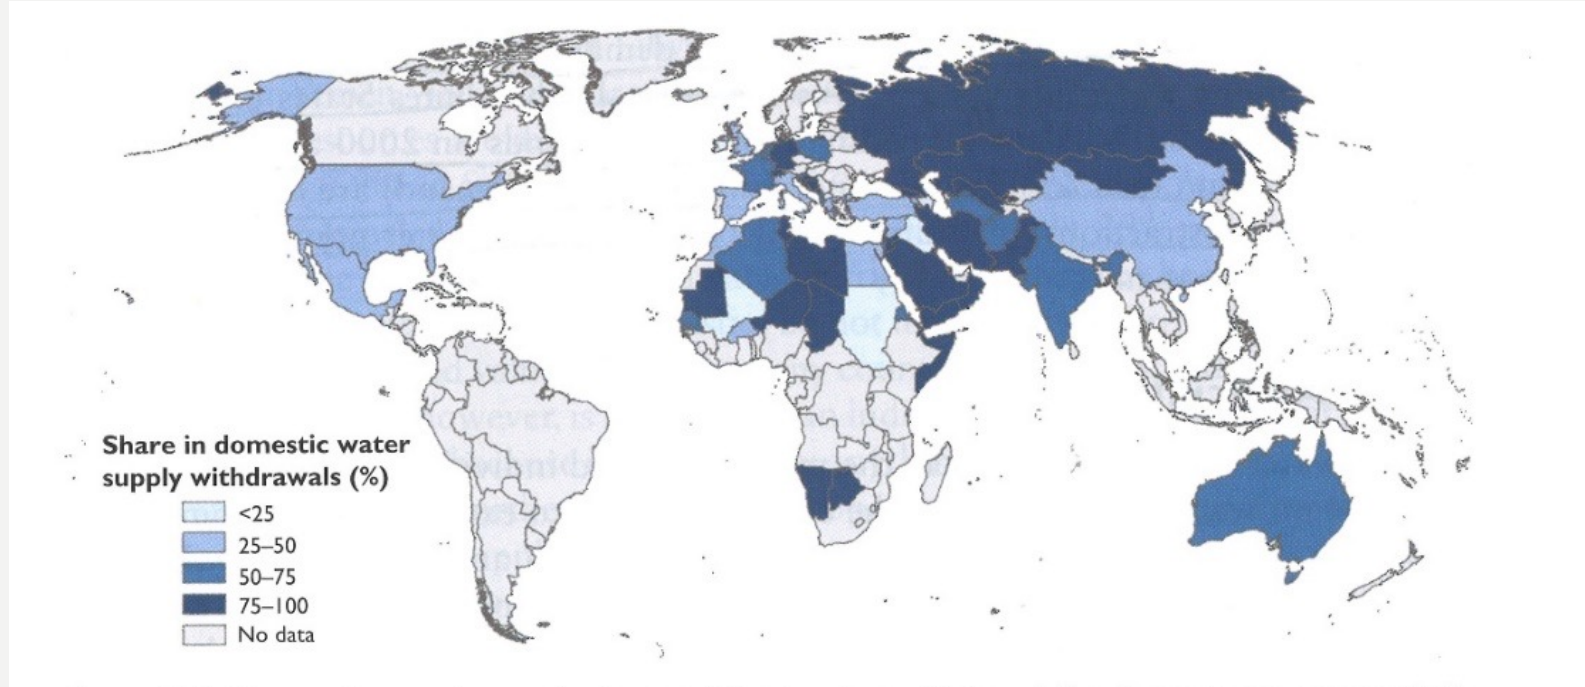 Share in domestic water
supply withdrawals (%)
<25
25–50
50–75
75–100
No data